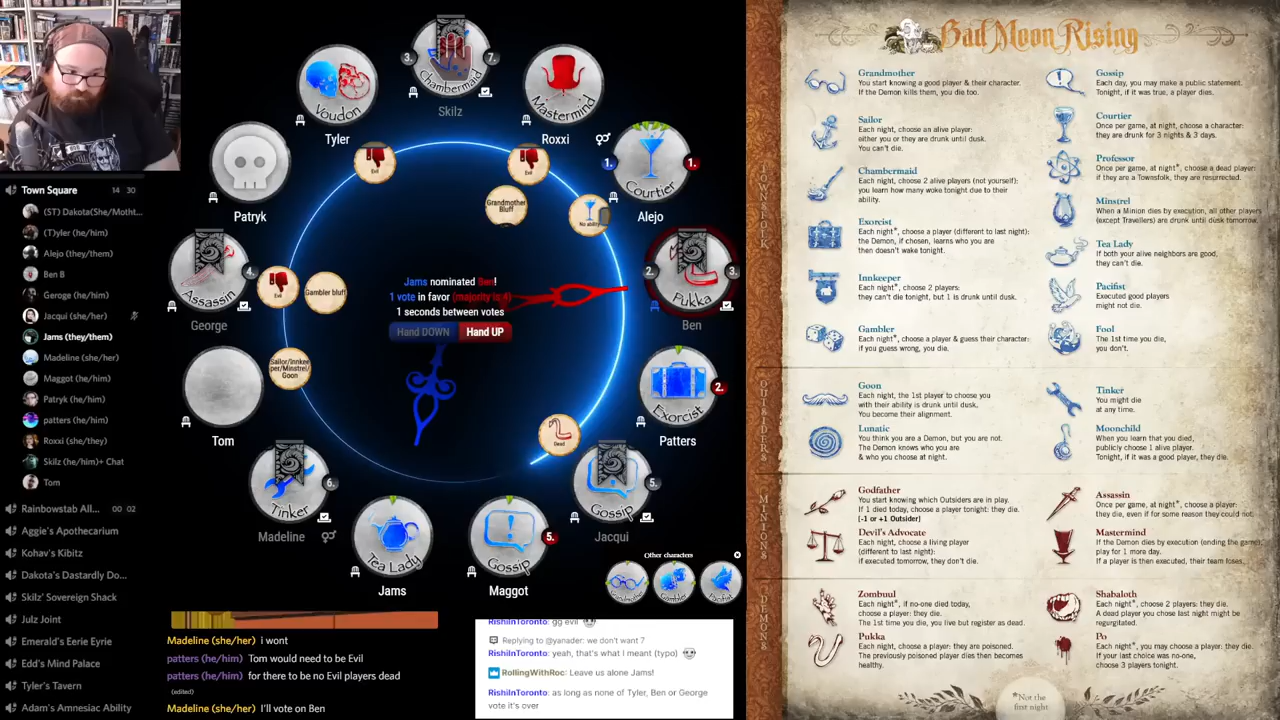 Town Square
14 30
(ST) Dakota(She/Motht...
(T)yler (he/him)
Alejo (they/them)
Ben B
Geroge (he/him)
Jacqui (she/her)
Jams (they/them)
Madeline (she/her)
Maggot (he/him)
Patryk (he/him)
patters (he/him)
Roxxi (she/they)
Skilz (he/him)+ Chat
Tom
Rainbowstab All...
00 02
Aggie's Apothecarium
Kohav's Kibitz
Dakota's Dastardly Do...
Skilz' Sovereign Shack
Julz Joint
Emerald's Eerie Eyrie
Edd's Mind Palace
Tyler's Tavern
Adam's Amnesiac Ability
3.
Chambermaid
7.
Skilz
Voudon
Tyler
Mastermind
Roxxi
Patryk
1.
Courtier
1.
Alejo
Evil
Evil
Grandmother Bluff
No ability
Assassin
4.
George
Evil
Gambler bluff
2.
Pukka
3.
Ben
Jams nominated Ben!
1 vote in favor (majority is 4)
1 seconds between votes
Hand DOWN
Hand UP
Tom
Sailor/Innkeeper/Minstrel/Goon
Exorcist
2.
Patters
Dead
Tinker
6.
Madeline
Tea Lady
Jams
Gossip
5.
Maggot
Gossip
5.
Jacqui
Other characters
Madeline (she/her) i wont
patters (he/him) Tom would need to be Evil
patters (he/him) for there to be no Evil players dead
(edited)
Madeline (she/her) I'll vote on Ben
RishiInToronto: gg evil
Replying to @yanader: we don't want 7
RishiInToronto: yeah, that's what I meant (typo)
RollingWithRoc: Leave us alone Jams!
RishiInToronto: as long as none of Tyler, Ben or George
vote it's over
Bad Moon Rising
TOWNSFOLK
Grandmother
You start knowing a good player & their character.
If the Demon kills them, you die too.
Sailor
Each night, choose an alive player:
either you or they are drunk until dusk.
You can't die.
Chambermaid
Each night, choose 2 alive players (not yourself):
you learn how many woke tonight due to their
ability.
Exorcist
Each night*, choose a player (different to last night):
the Demon, if chosen, learns who you are
then doesn't wake tonight.
Innkeeper
Each night*, choose 2 players:
they can't die tonight, but 1 is drunk until dusk.
Gambler
Each night*, choose a player & guess their character:
if you guess wrong, you die.
Gossip
Each day, you may make a public statement.
Tonight, if it was true, a player dies.
Courtier
Once per game, at night, choose a character:
they are drunk for 3 nights & 3 days.
Professor
Once per game, at night*, choose a dead player:
if they are a Townsfolk, they are resurrected.
Minstrel
When a Minion dies by execution, all other players
(except Travellers) are drunk until dusk tomorrow.
Tea Lady
If both your alive neighbors are good,
they can't die.
Pacifist
Executed good players
might not die.
Fool
The 1st time you die,
you don't.
OUTSIDERS
Goon
Each night, the 1st player to choose you
with their ability is drunk until dusk.
You become their alignment.
Lunatic
You think you are a Demon, but you are not.
The Demon knows who you are
& who you choose at night.
Tinker
You might die
at any time.
Moonchild
When you learn that you died,
publicly choose 1 alive player.
Tonight, if it was a good player, they die.
MINIONS
Godfather
You start knowing which Outsiders are in play.
If 1 died today, choose a player tonight: they die.
[-1 or +1 Outsider]
Devil's Advocate
Each night, choose a living player
(different to last night):
if executed tomorrow, they don't die.
Assassin
Once per game, at night*, choose a player:
they die, even if for some reason they could not.
Mastermind
If the Demon dies by execution (ending the game),
play for 1 more day.
If a player is then executed, their team loses.
DEMONS
Zombuul
Each night*, if no-one died today,
choose a player: they die.
The 1st time you die, you live but register as dead.
Pukka
Each night, choose a player: they are poisoned.
The previously poisoned player dies then becomes
healthy.
Shabaloth
Each night*, choose 2 players: they die.
A dead player you chose last night might be
regurgitated.
Po
Each night*, you may choose a player: they die.
If your last choice was no-one,
choose 3 players tonight.
*Not the
first night